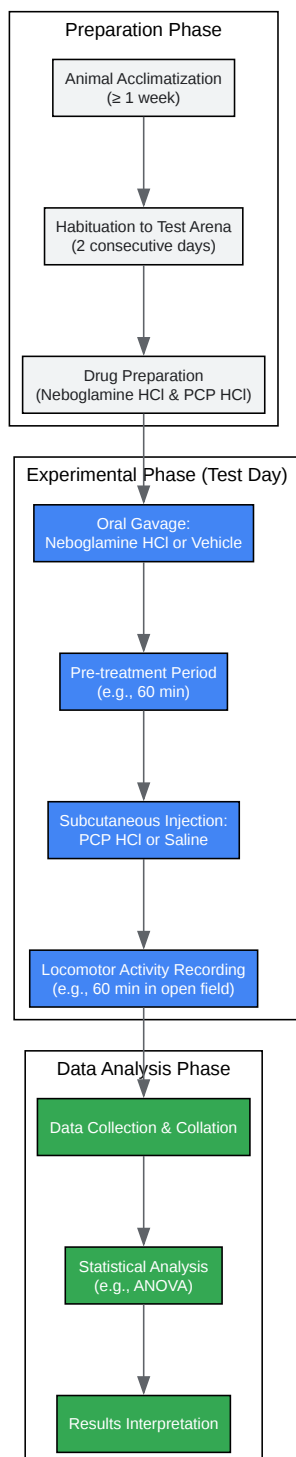 Preparation Phase
Animal Acclimatization
(≥ 1 week)
Habituation to Test Arena
(2 consecutive days)
Drug Preparation
(Neboglamine HCl & PCP HCl)
Experimental Phase (Test Day)
Oral Gavage:
Neboglamine HCl or Vehicle
Pre-treatment Period
(e.g., 60 min)
Subcutaneous Injection:
PCP HCl or Saline
Locomotor Activity Recording
(e.g., 60 min in open field)
Data Analysis Phase
Data Collection & Collation
Statistical Analysis
(e.g., ANOVA)
Results Interpretation